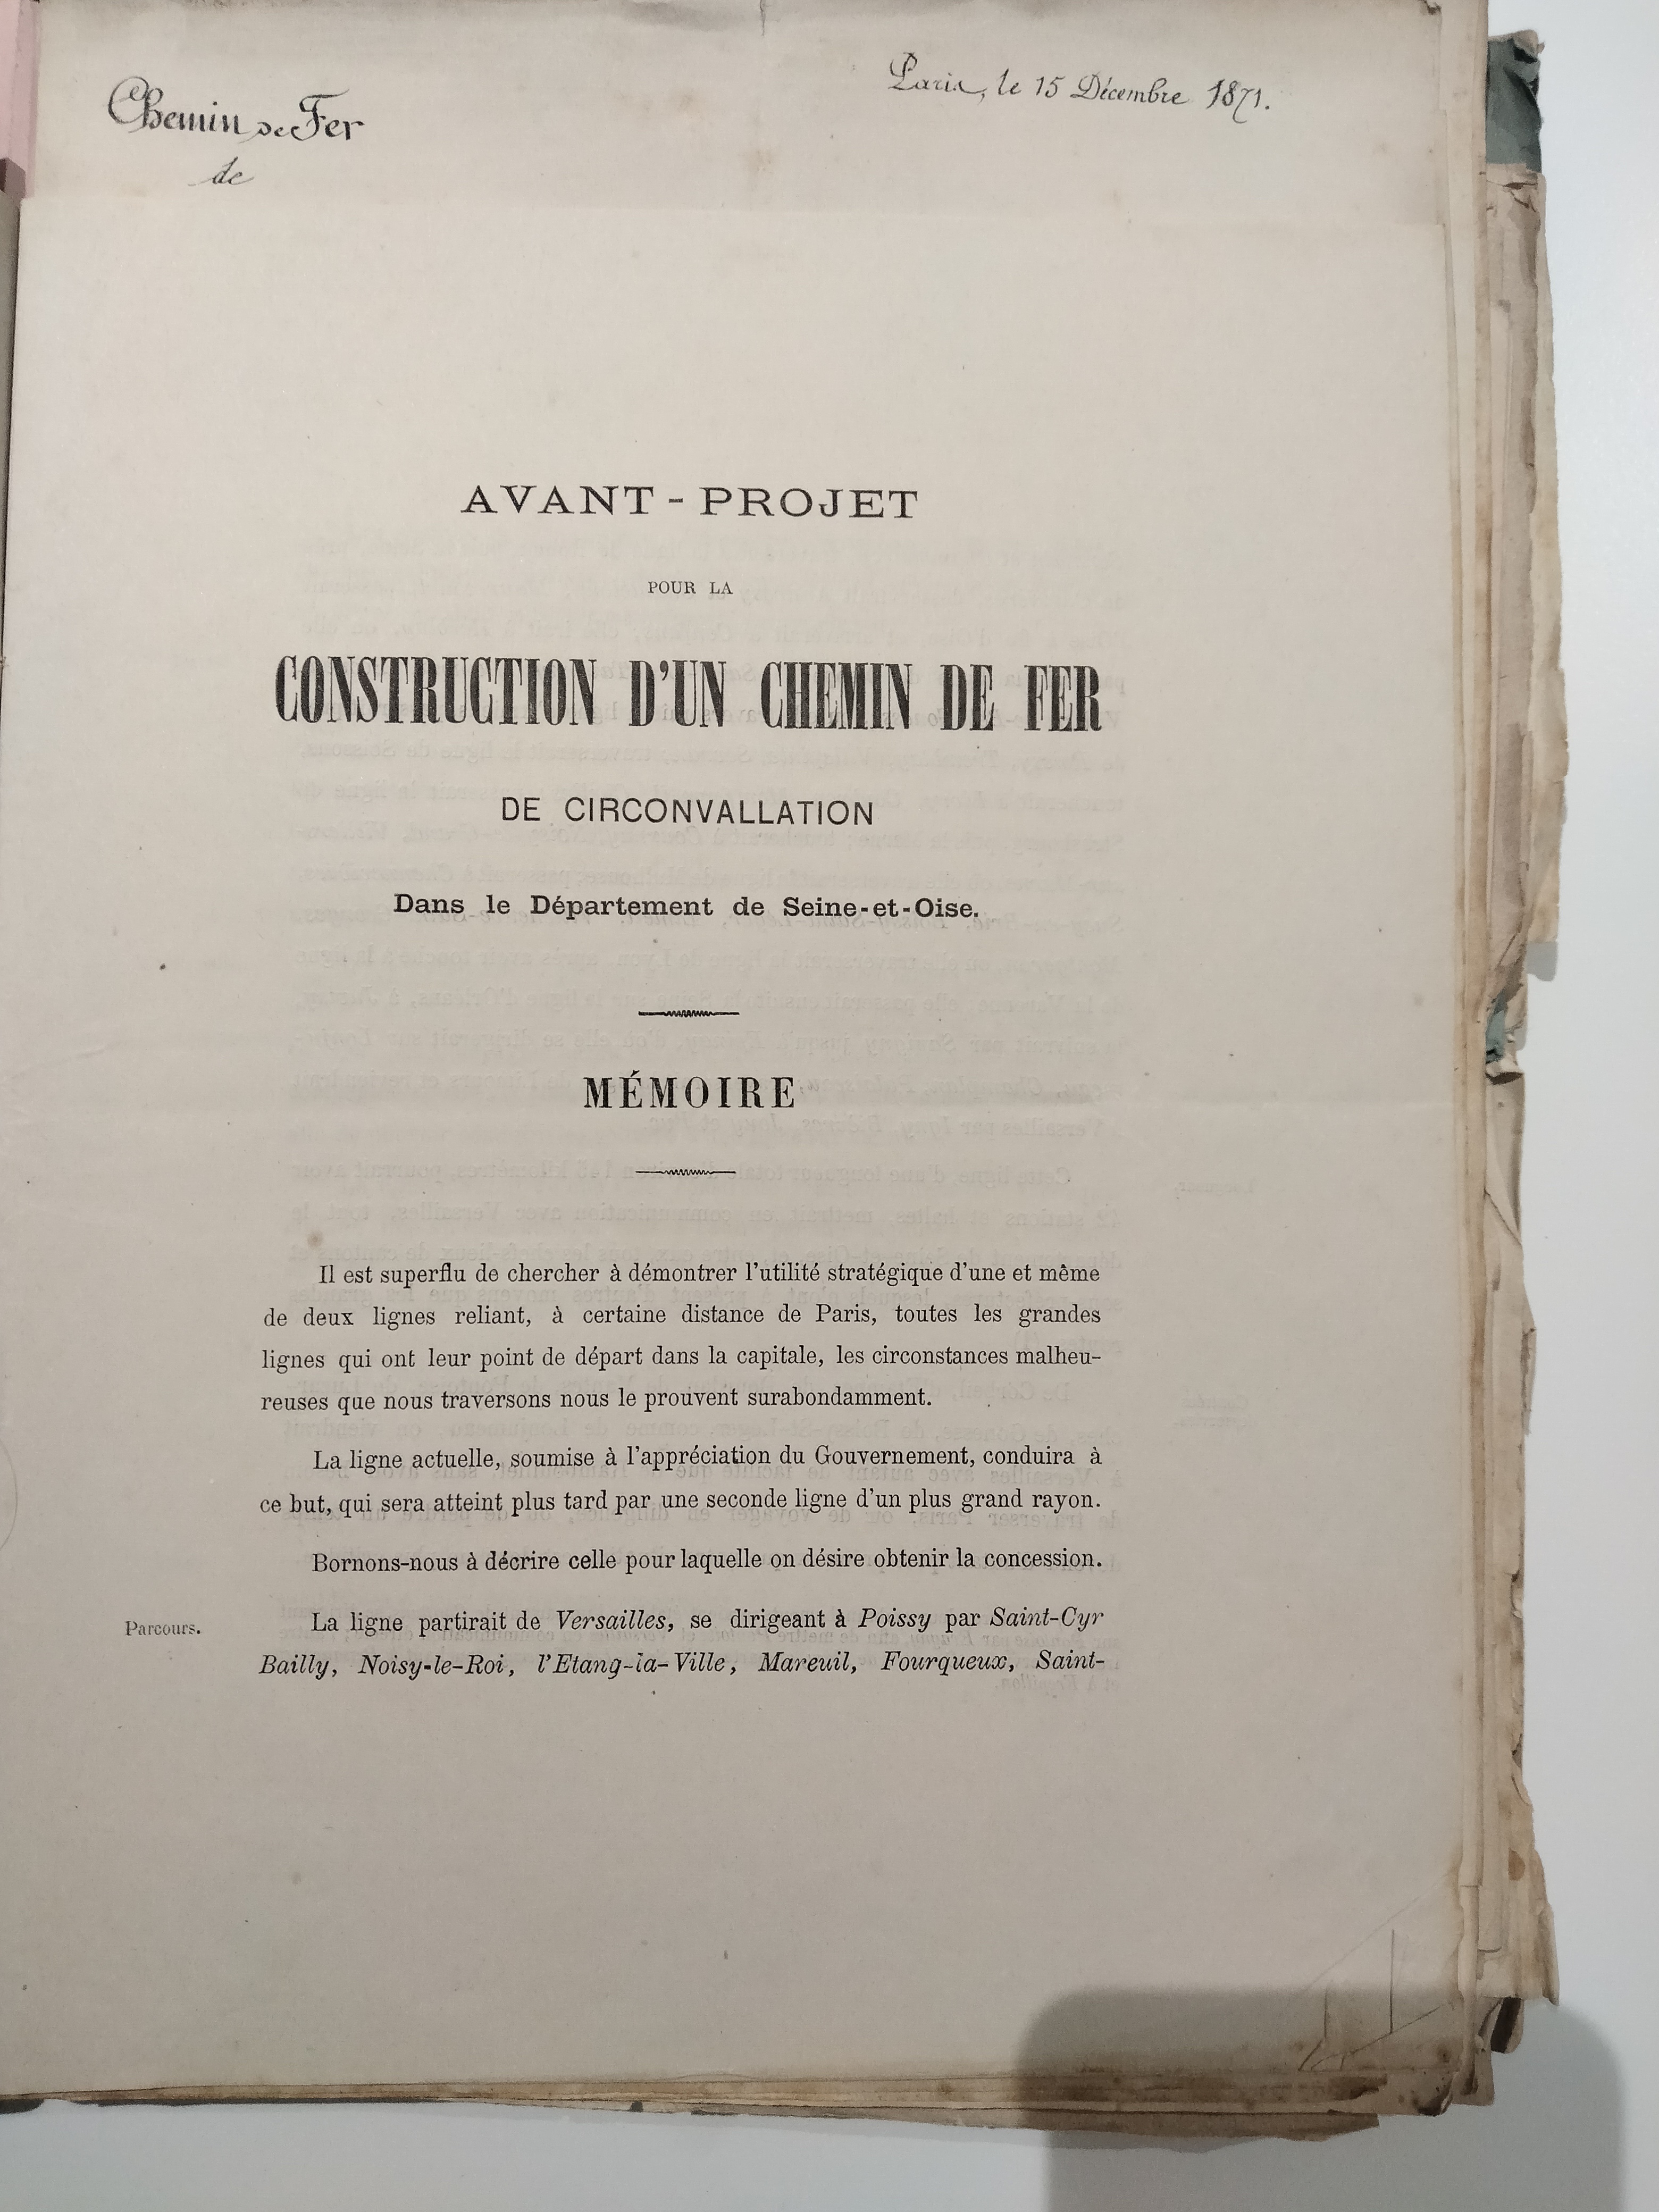 Chemin de Fer
de
Paris, le 15 Décembre 1871.
AVANT-PROJET
POUR LA
CONSTRUCTION D'UN CHEMIN DE FER
DE CIRCONVALLATION
Dans le Département de Seine-et-Oise.
MÉMOIRE
Il est superflu de chercher à démontrer l'utilité stratégique d'une et même
de deux lignes reliant, à certaine distance de Paris, toutes les grandes
lignes qui ont leur point de départ dans la capitale, les circonstances malheu-
reuses que nous traversons nous le prouvent surabondamment.
La ligne actuelle, soumise à l'appréciation du Gouvernement, conduira à
ce but, qui sera atteint plus tard par une seconde ligne d'un plus grand rayon.
Bornons-nous à décrire celle pour laquelle on désire obtenir la concession.
Parcours.
La ligne partirait de Versailles, se dirigeant à Poissy par Saint-Cyr
Bailly, Noisy-le-Roi, l'Etang-la-Ville, Mareuil, Fourqueux, Saint-